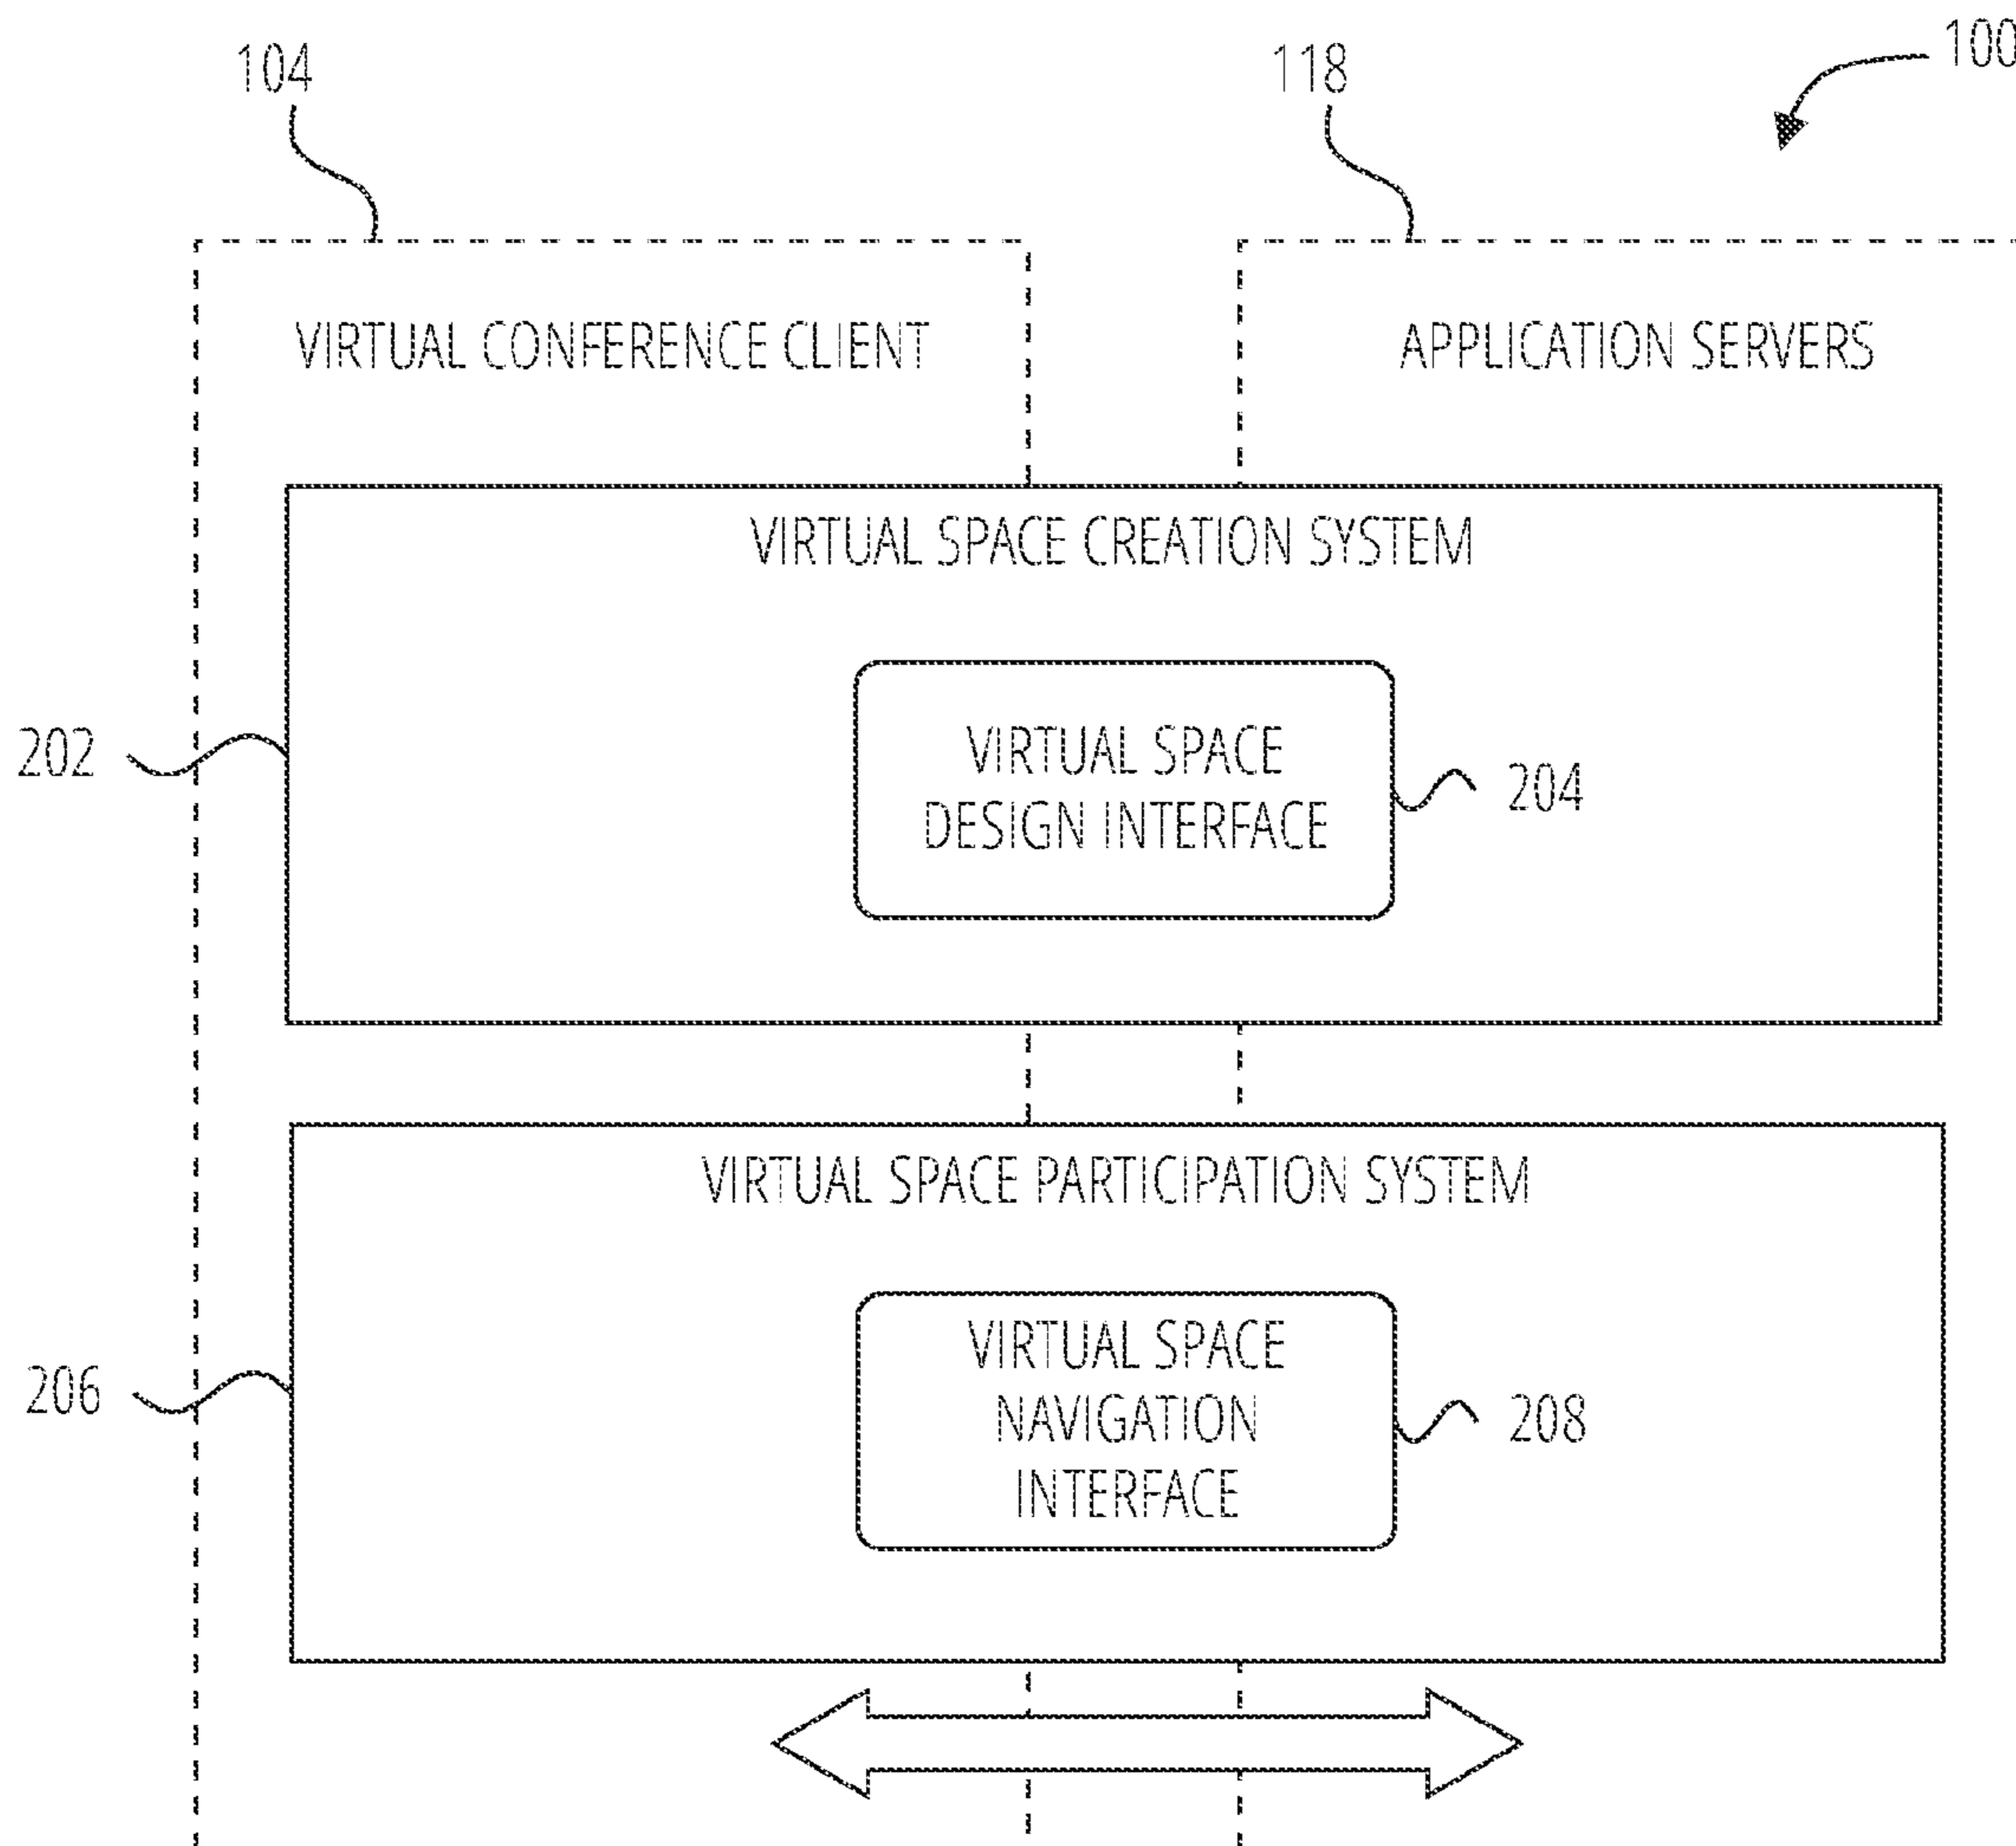 104
118
100
VIRTUAL CONFERENCE CLIENT
APPLICATION SERVERS
VIRTUAL SPACE CREATION SYSTEM
202
VIRTUAL SPACE
DESIGN INTERFACE
204
VIRTUAL SPACE PARTICIPATION SYSTEM
206
VIRTUAL SPACE
NAVIGATION
INTERFACE
208